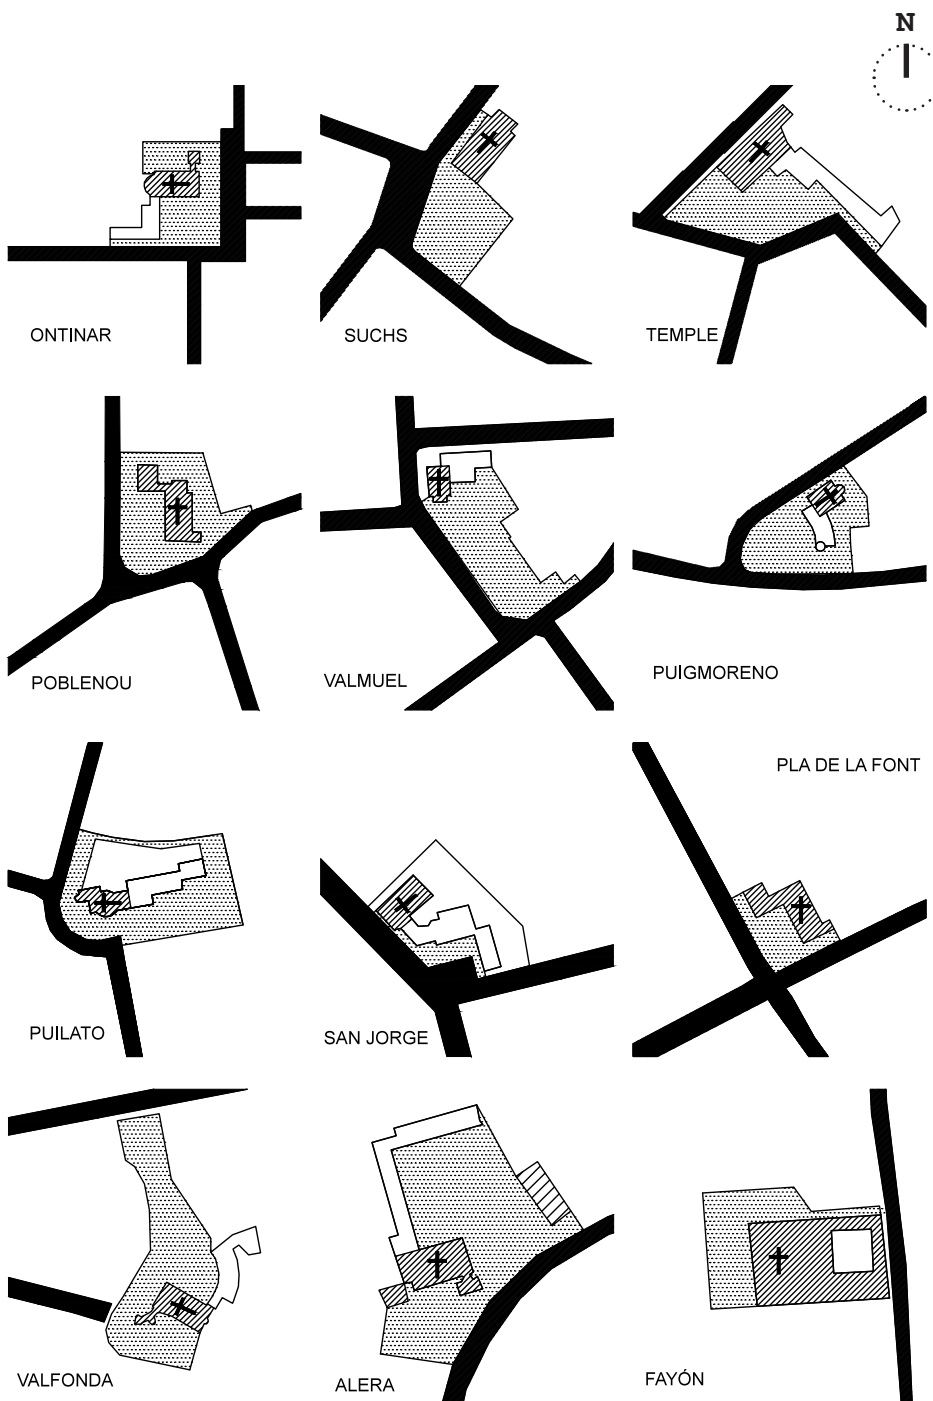 N
ONTINAR
SUCHS
TEMPLE
POBLENOU
VALMUEL
PUIGMORENO
PLA DE LA FONT
PUILATO
SAN JORGE
VALFONDA
ALERA
FAYÓN